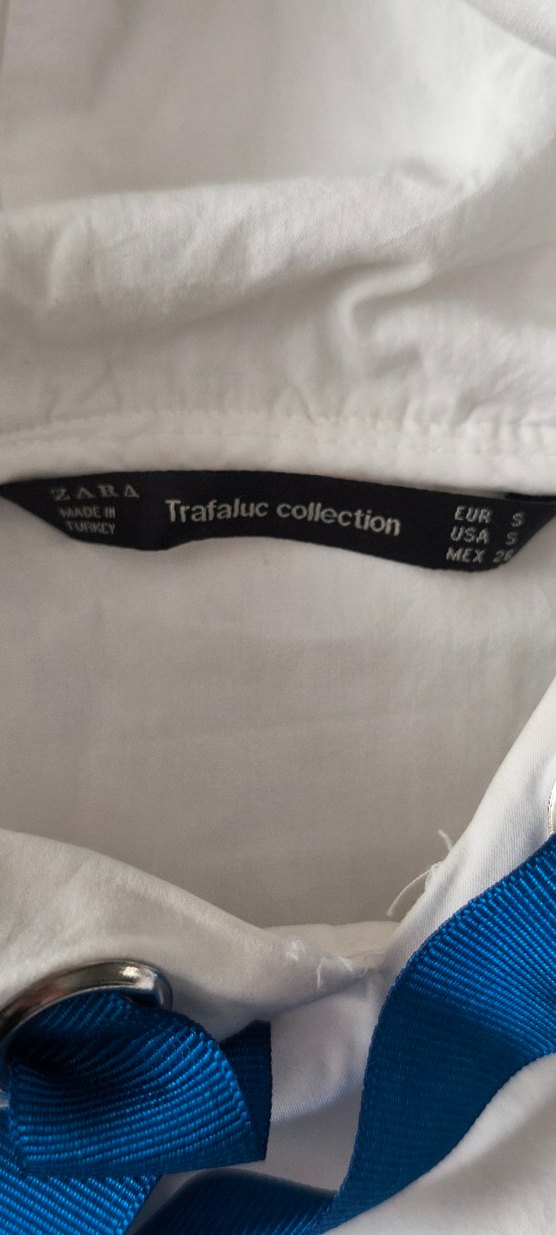 ZARA
MADE IN
TURKEY
Trafaluc collection
EUR S
USA S
MEX 26